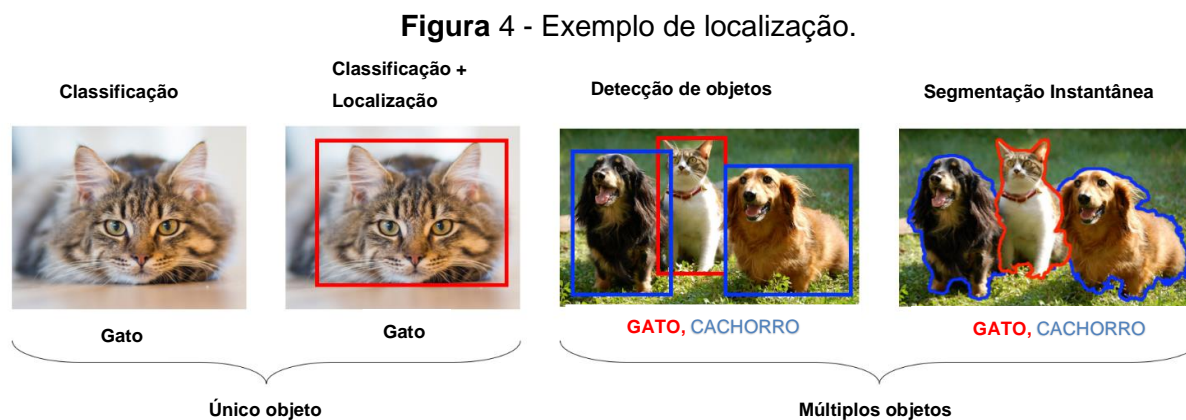 Figura 4 - Exemplo de localização.
Classificação
Classificação +
Localização
Detecção de objetos
Segmentação Instantânea
Gato
Gato
GATO, CACHORRO
GATO, CACHORRO
Único objeto
Múltiplos objetos